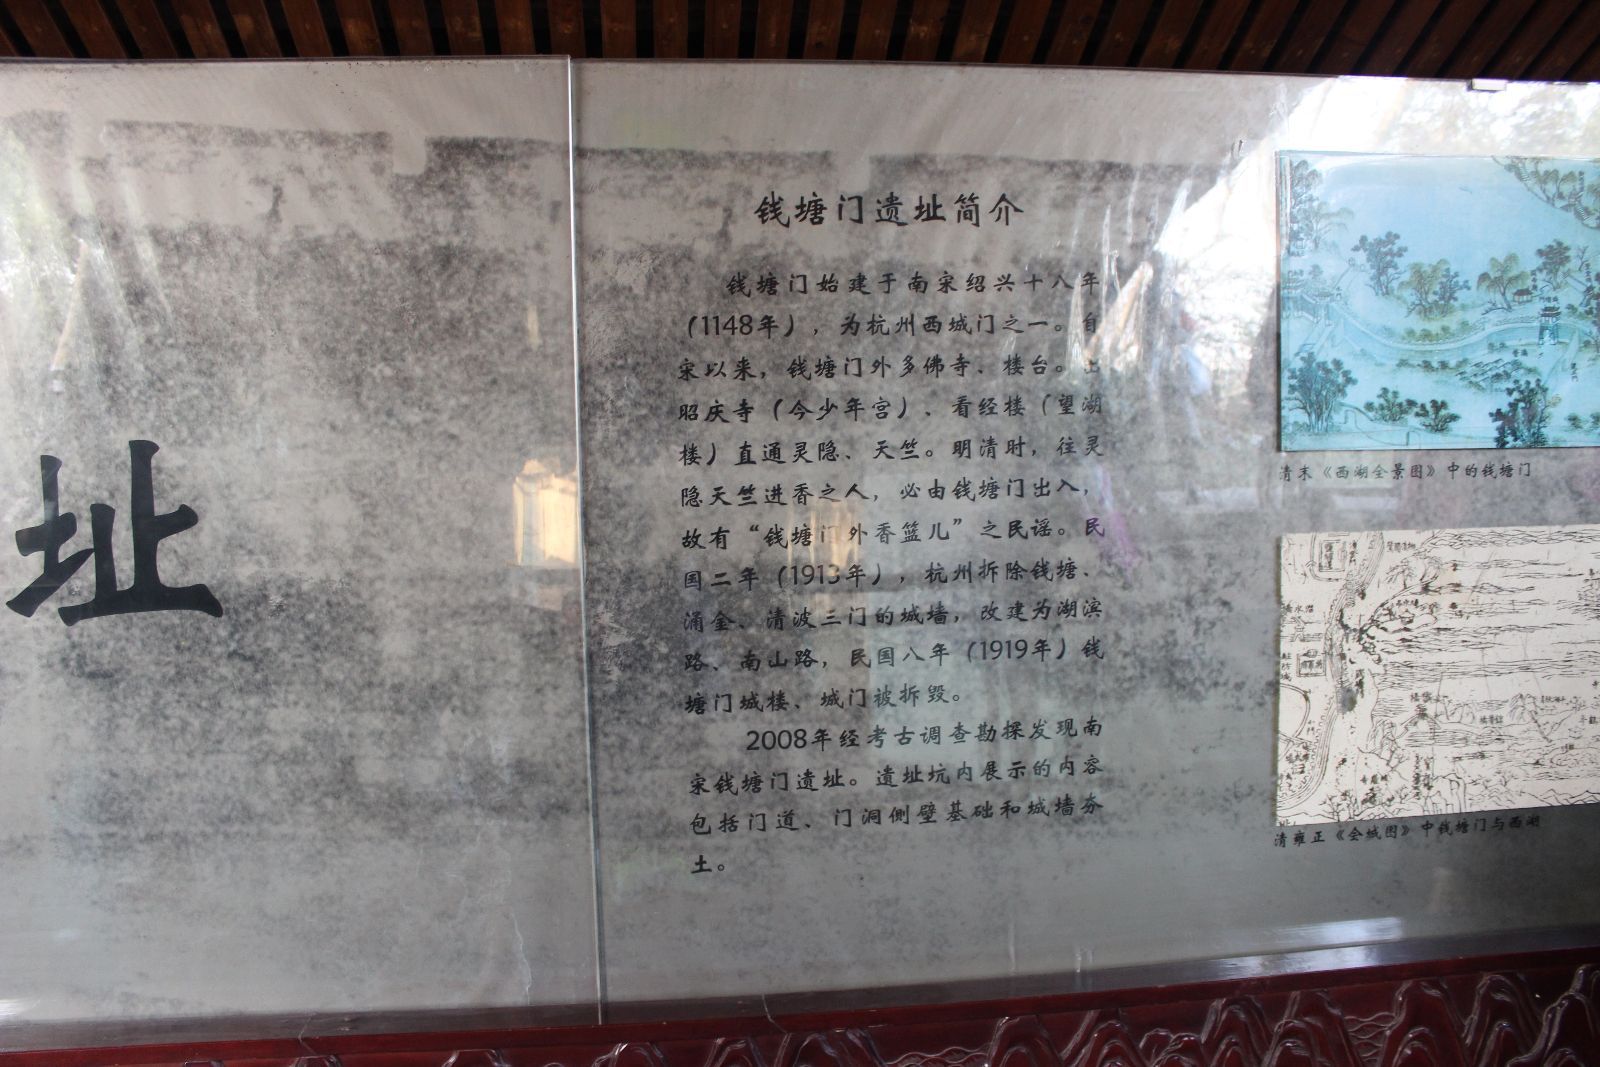 址
钱塘门遗址简介
钱塘门始建于南宋绍兴十八年
（1148年），为杭州西城门之一。自
宋以来，钱塘门外多佛寺、楼台。出
昭庆寺（今少年宫）、看经楼（望湖
楼）直通灵隐、天竺。明清时，往灵
隐天竺进香之人，必由钱塘门出入，
故有“钱塘门外香篮儿”之民谣。民
国二年（1913年），杭州拆除钱塘、
涌金、清波三门的城墙，改建为湖滨
路、南山路，民国八年（1919年）钱
塘门城楼、城门被拆毁。
2008年经考古调查勘探发现南
宋钱塘门遗址。遗址坑内展示的内容
包括门道、门洞侧壁基础和城墙夯
土。
清末《西湖全景图》中的钱塘门
清雍正《会城图》中钱塘门与西湖